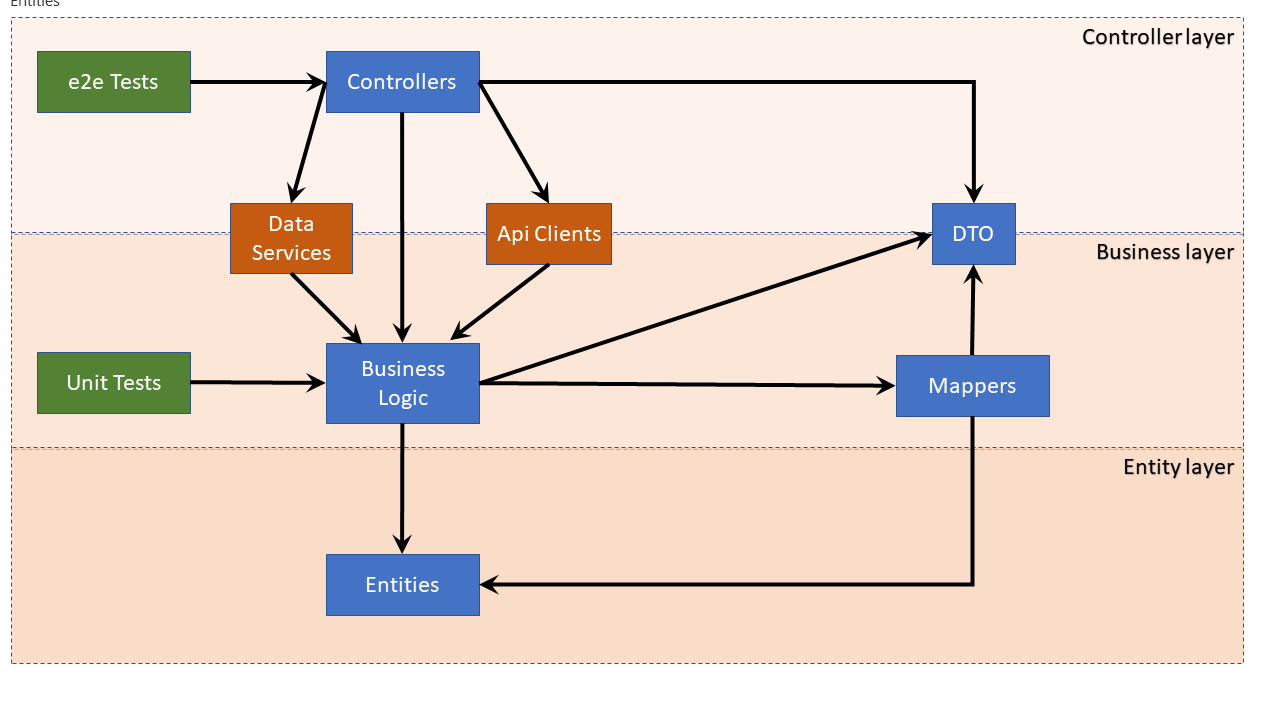 Entities
Controller layer
e2e Tests
Controllers
Data
Services
Api Clients
DTO
Business layer
Unit Tests
Business
Logic
Mappers
Entity layer
Entities